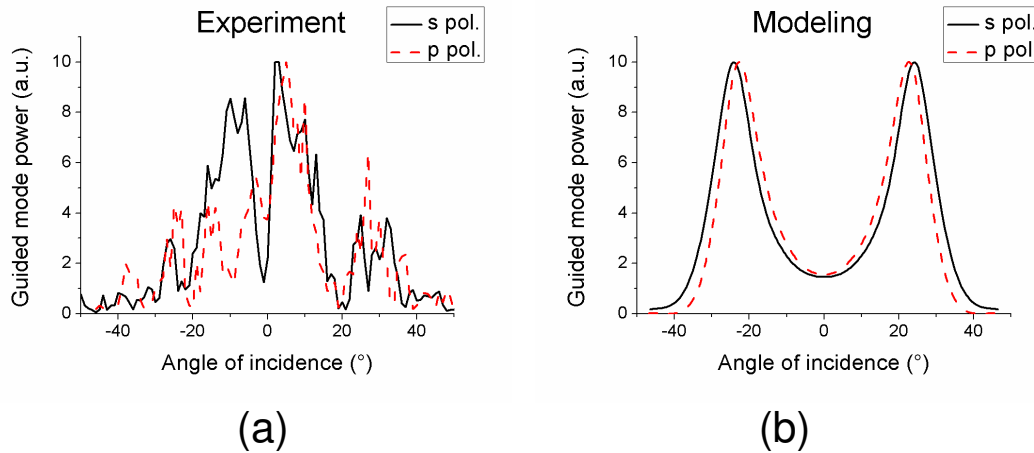 Experiment
s pol.
p pol.
Guided mode power (a.u.)
10
8
6
4
2
0
-40 -20 0 20 40
Angle of incidence (°)
(a)
Modeling
s pol.
p pol.
Guided mode power (a.u.)
10
8
6
4
2
0
-40 -20 0 20 40
Angle of incidence (°)
(b)